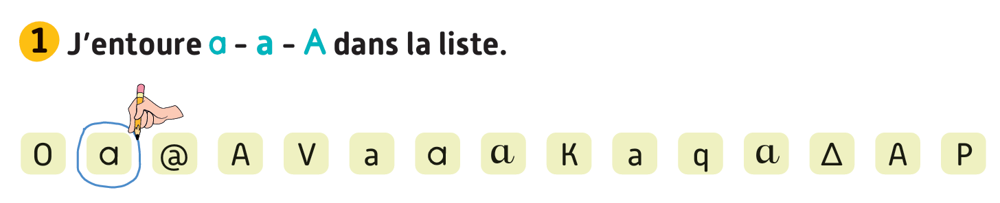 1 J'entoure ɑ - a - A dans la liste.
O ɑ @ A V a ɑ ɑ K a q ɑ Δ A P